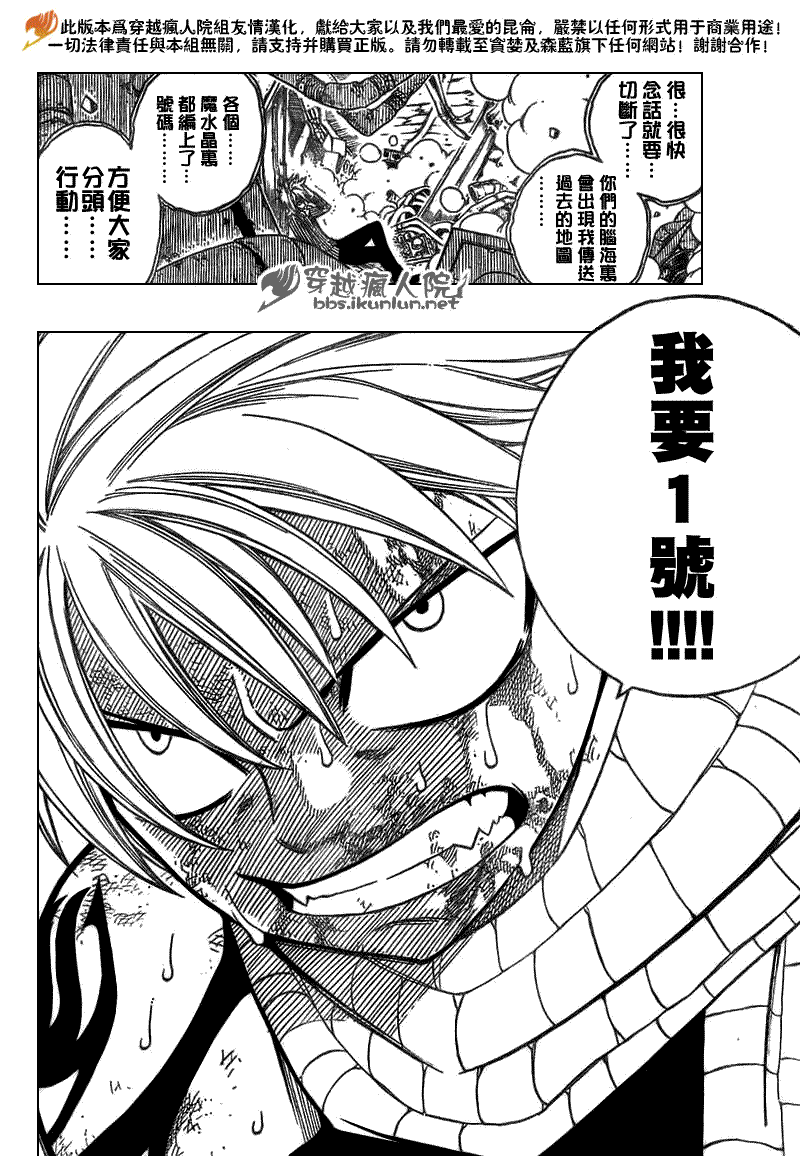 此版本爲穿越瘋人院組友情漢化，獻給大家以及我們最愛的昆侖，嚴禁以任何形式用于商業用途！
一切法律責任與本組無關，請支持并購買正版。請勿轉載至貪婪及森藍旗下任何網站！謝謝合作！
很…很快
念話就要…
切斷了……
你們的腦海裏
會出現我傳送
過去的地圖
………
各個……
魔水晶裏
都編上了…
號碼……
方便大家
分頭……
行動……
穿越瘋人院
bbs.ikunlun.net
我要1號!!!!